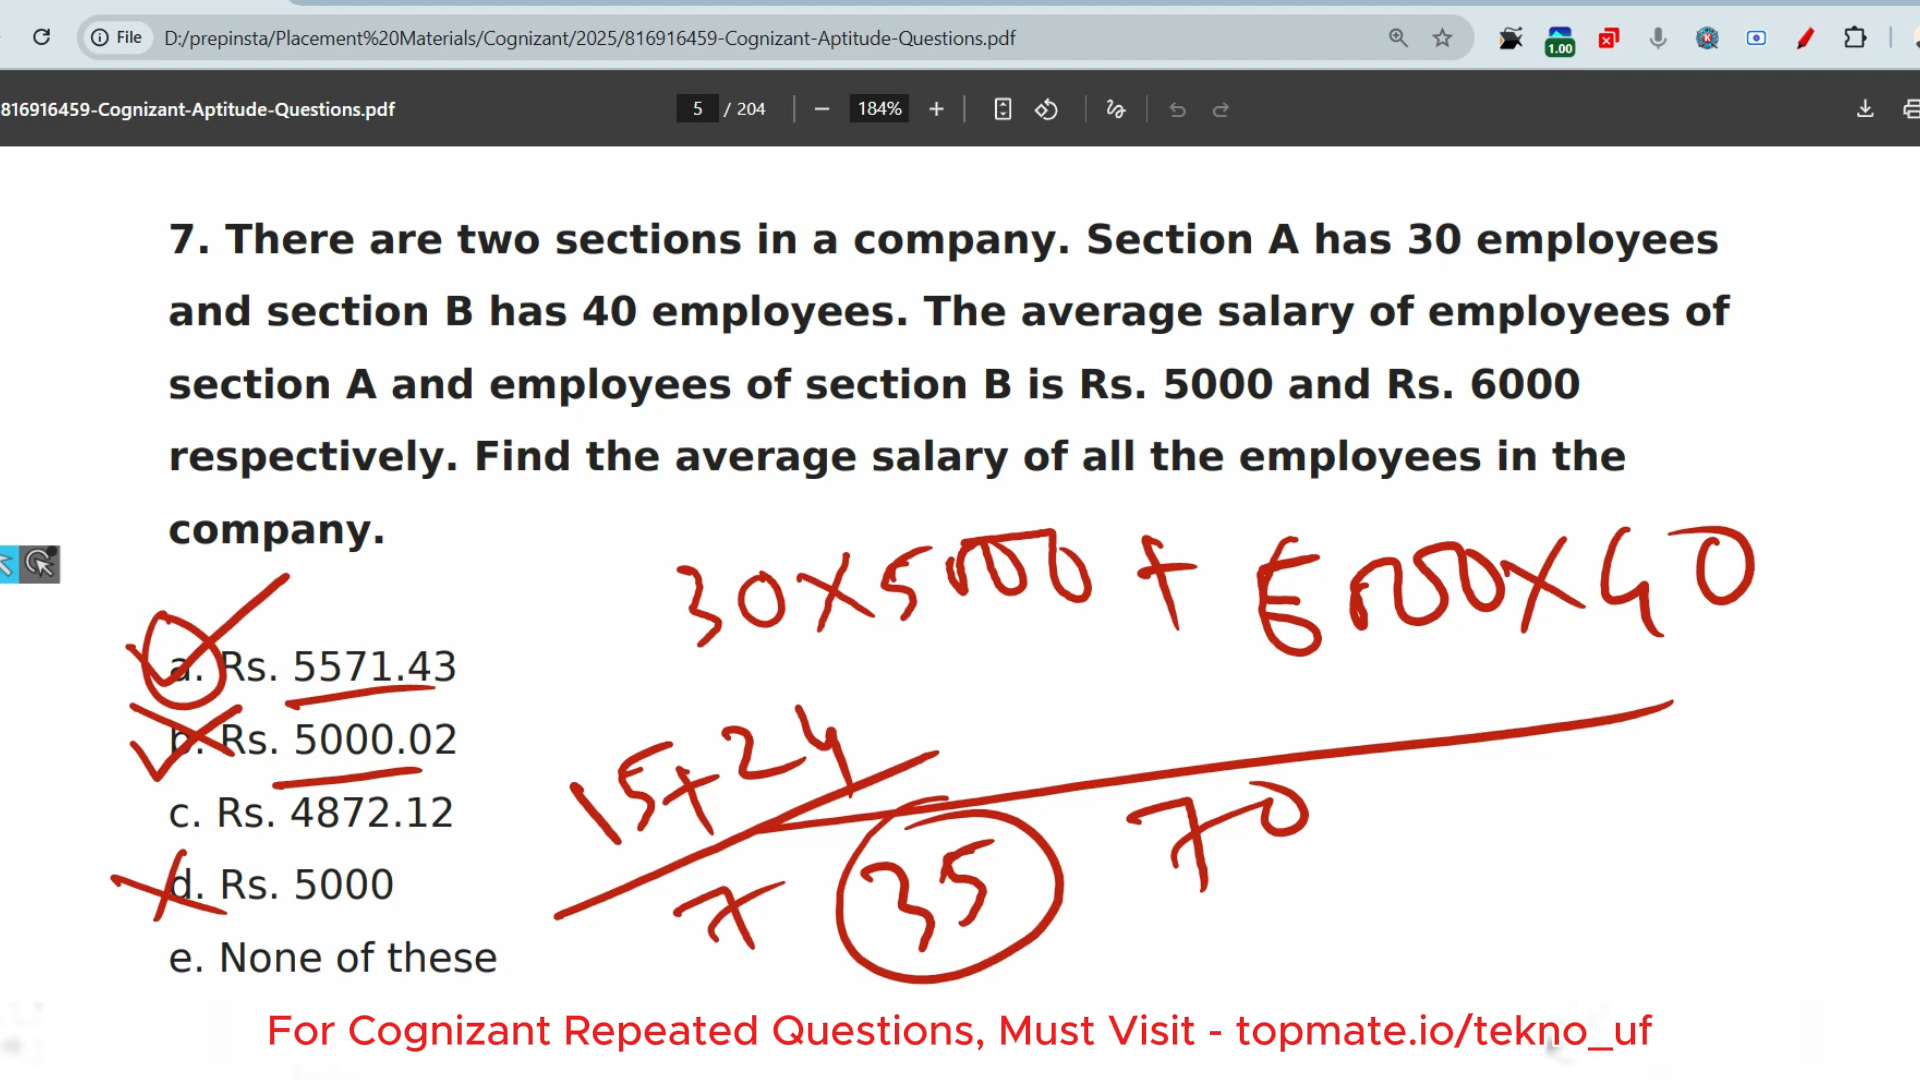 File D:/prepinsta/Placement%20Materials/Cognizant/2025/816916459-Cognizant-Aptitude-Questions.pdf
1.00
816916459-Cognizant-Aptitude-Questions.pdf 5 / 204 184%
7. There are two sections in a company. Section A has 30 employees
and section B has 40 employees. The average salary of employees of
section A and employees of section B is Rs. 5000 and Rs. 6000
respectively. Find the average salary of all the employees in the
company.
30×5000 + 6000×40
70
a. Rs. 5571.43
b. Rs. 5000.02
c. Rs. 4872.12
d. Rs. 5000
e. None of these
15+24
7
35
For Cognizant Repeated Questions, Must Visit - topmate.io/tekno_uf